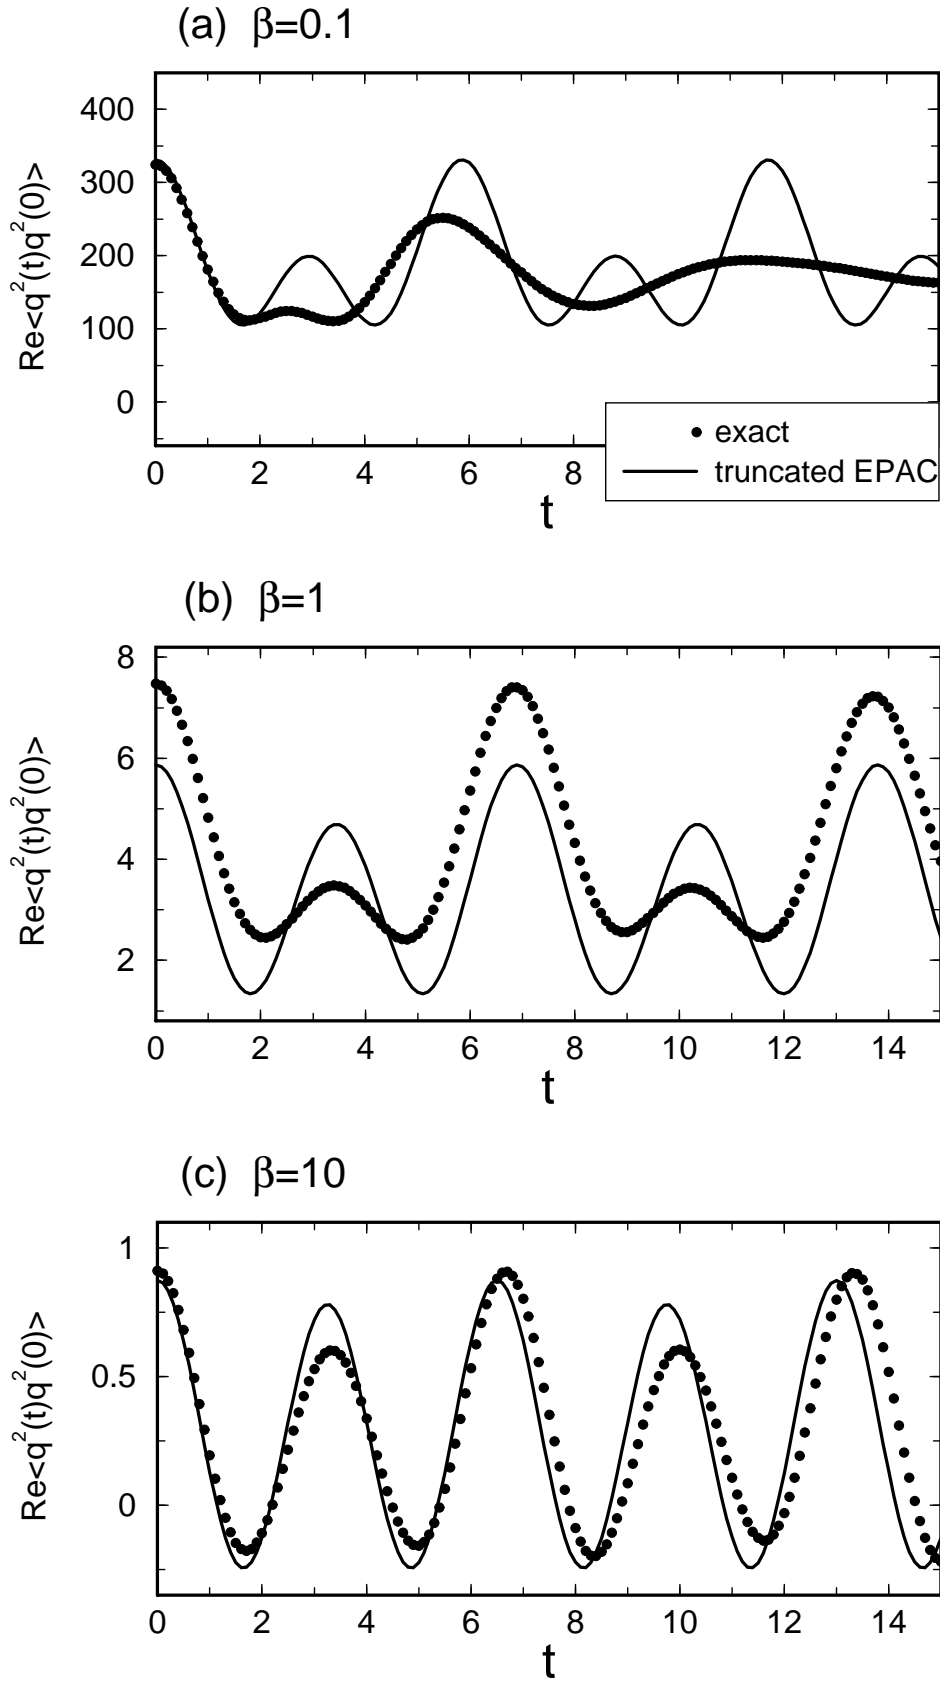 (a) β=0.1
Re<q²(t)q²(0)>
400
300
200
100
0
0 2 4 6 8
t
exact
truncated EPAC
(b) β=1
Re<q²(t)q²(0)>
8
6
4
2
0 2 4 6 8 10 12 14
t
(c) β=10
Re<q²(t)q²(0)>
1
0.5
0
0 2 4 6 8 10 12 14
t